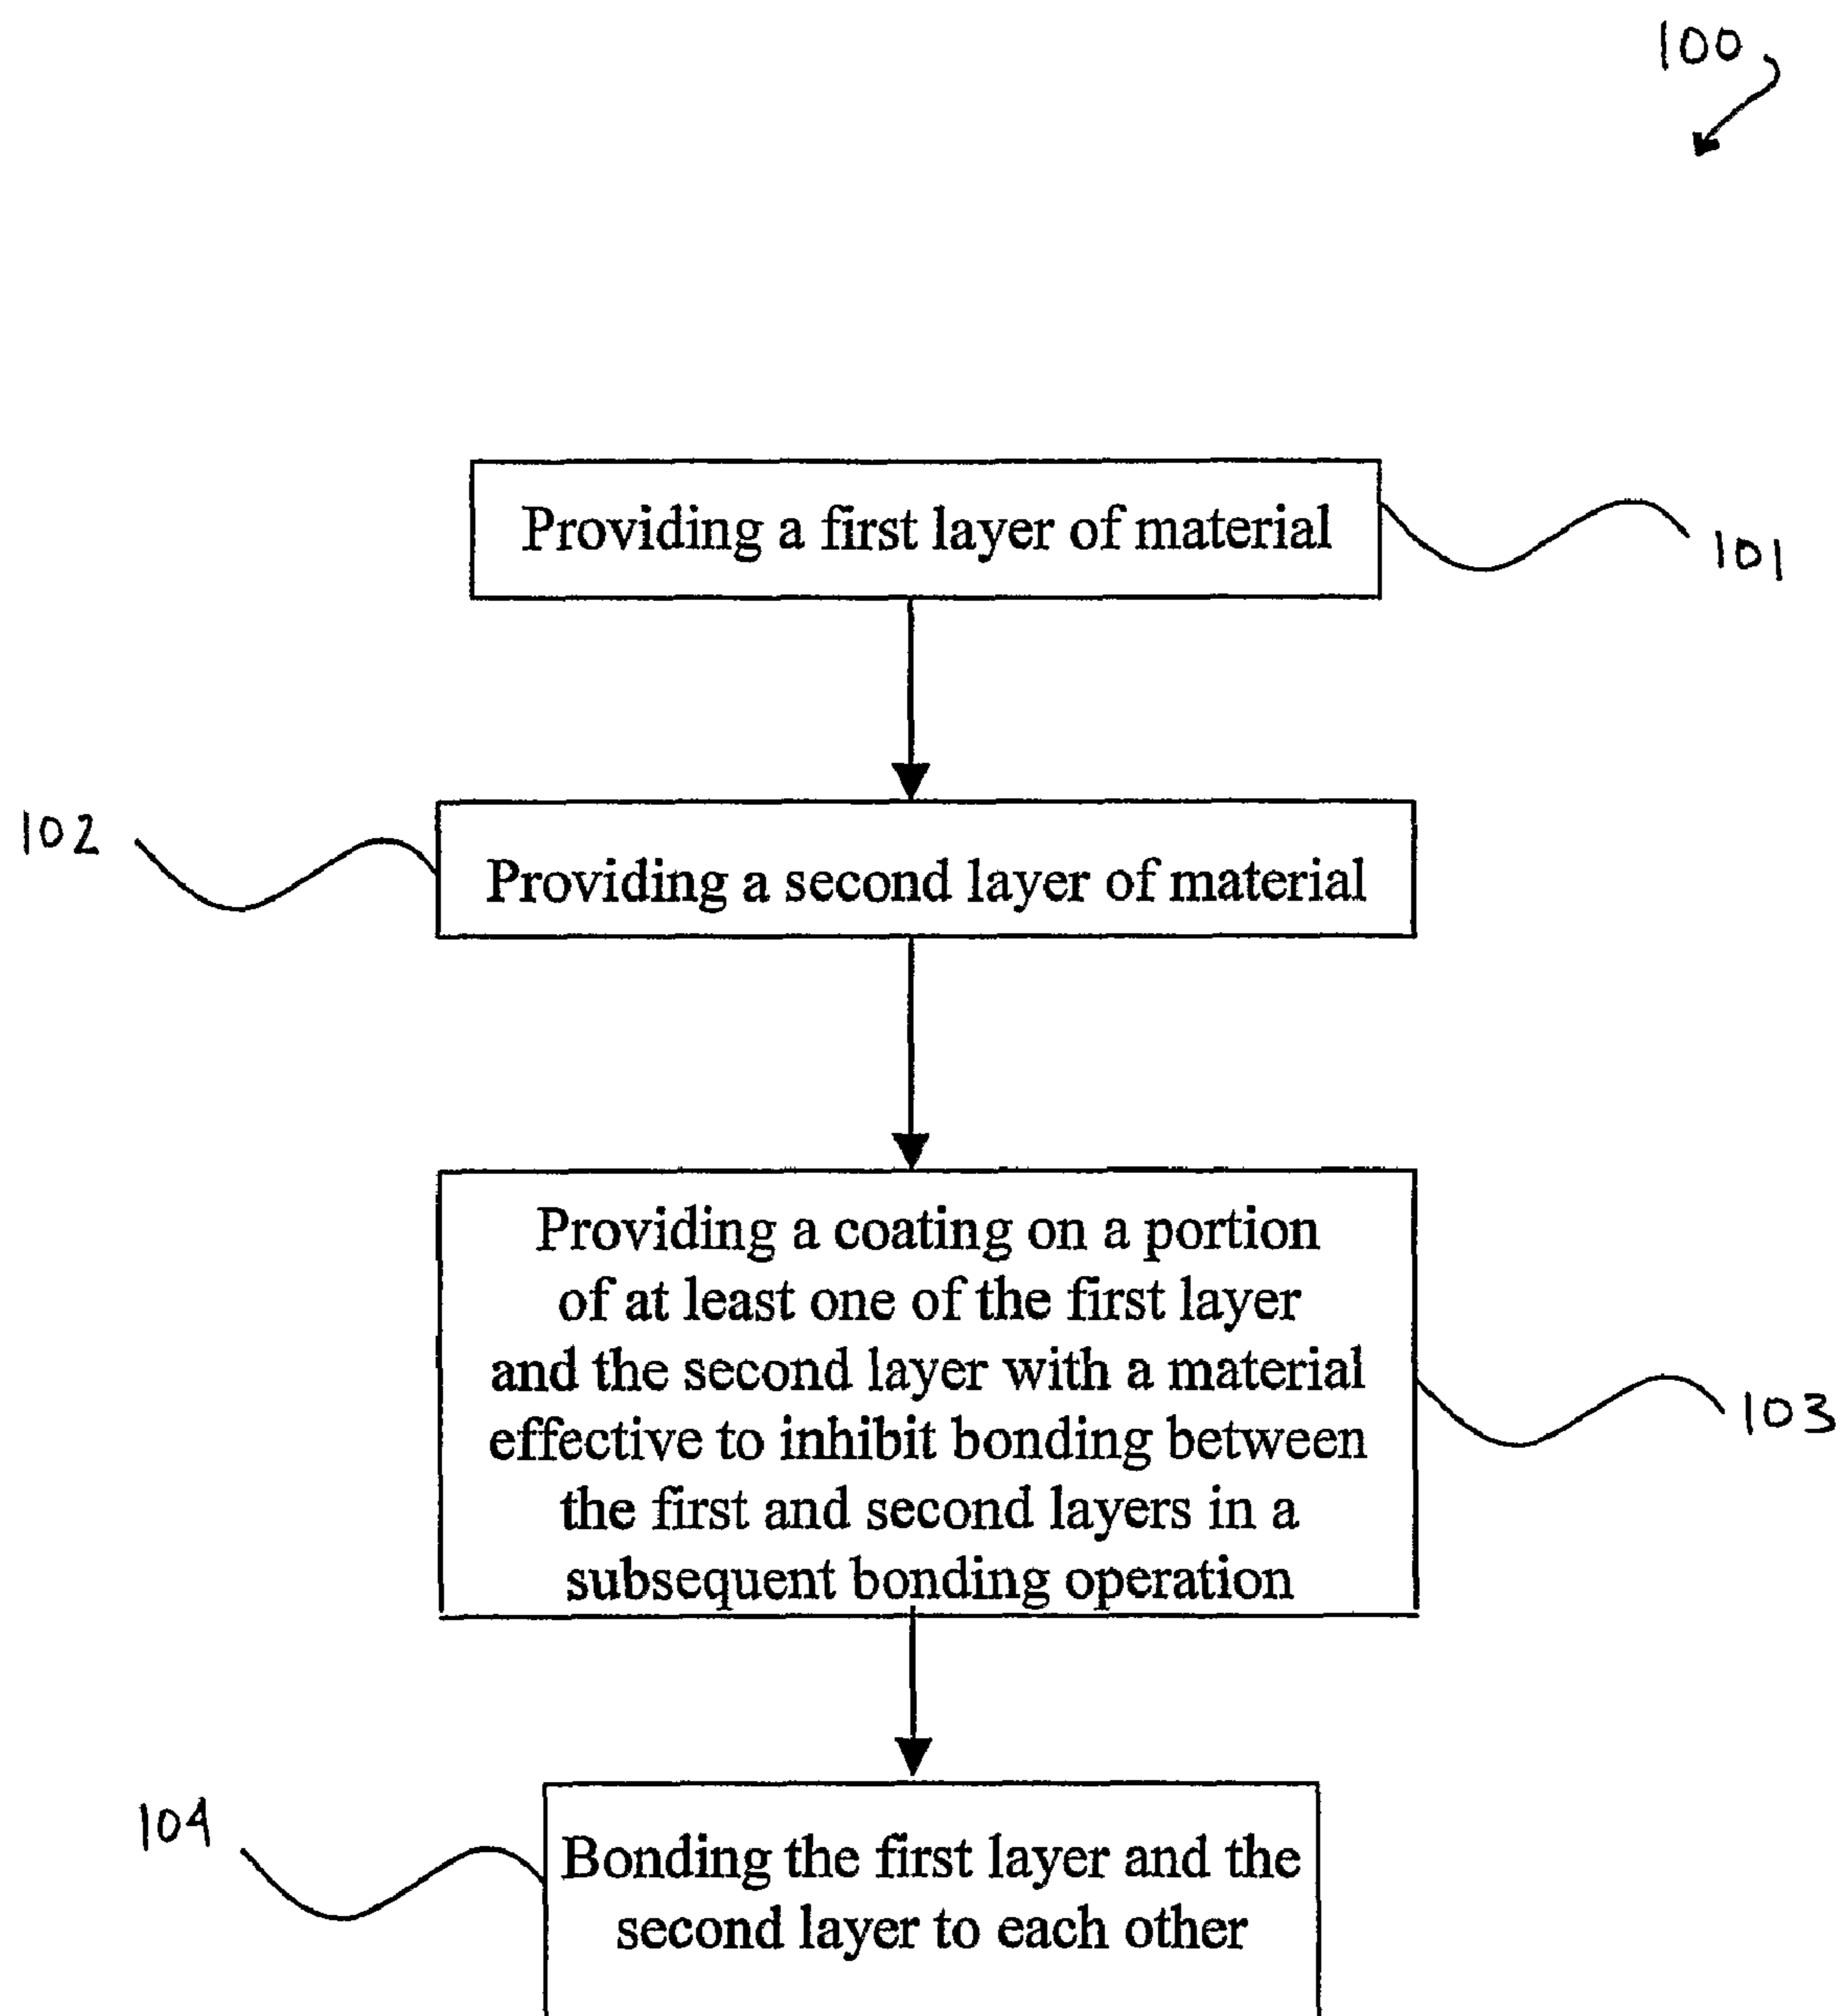 100
Providing a first layer of material
101
102
Providing a second layer of material
Providing a coating on a portion
of at least one of the first layer
and the second layer with a material
effective to inhibit bonding between
the first and second layers in a
subsequent bonding operation
103
104
Bonding the first layer and the
second layer to each other